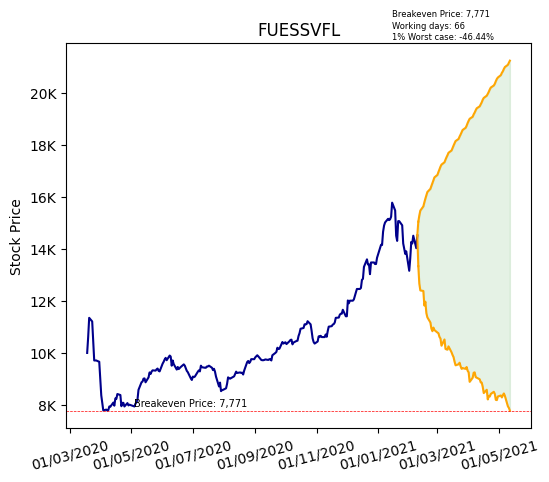 Breakeven Price: 7,771
Working days: 66
1% Worst case: -46.44%
FUESSVFL
Stock Price
20K
18K
16K
14K
12K
10K
8K
Breakeven Price: 7,771
01/03/2020 01/05/2020 01/07/2020 01/09/2020 01/11/2020 01/01/2021 01/03/2021 01/05/2021